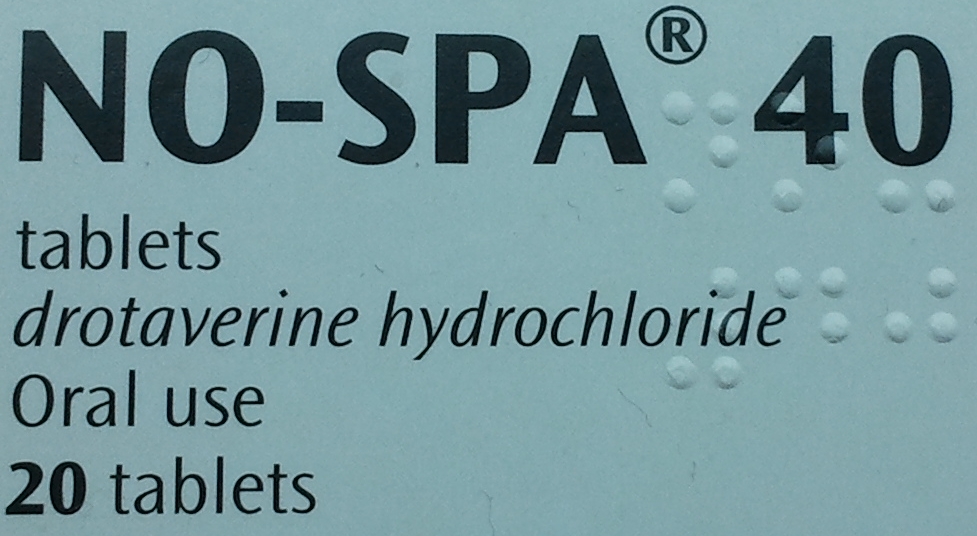 NO-SPA® 40
tablets
drotaverine hydrochloride
Oral use
20 tablets